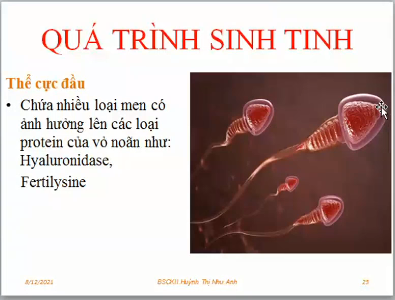 QUÁ TRÌNH SINH TINH
Thể cực đầu
• Chứa nhiều loại men có
ảnh hưởng lên các loại
protein của vỏ noãn như:
Hyaluronidase,
Fertilysine
8/12/2021
BSCKII.Huỳnh Thị Như Anh
25